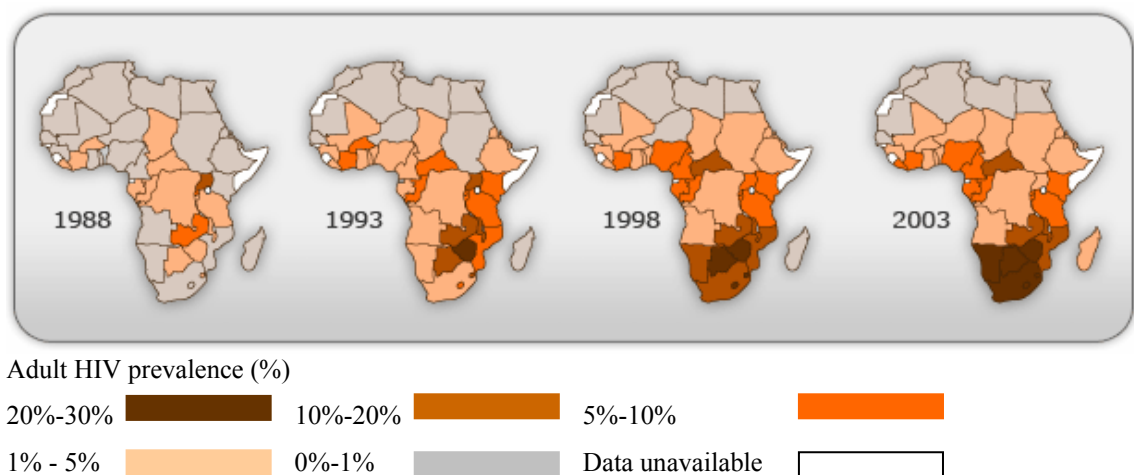 1988
1993
1998
2003
Adult HIV prevalence (%)
20%-30% 10%-20% 5%-10%
1% - 5% 0%-1% Data unavailable